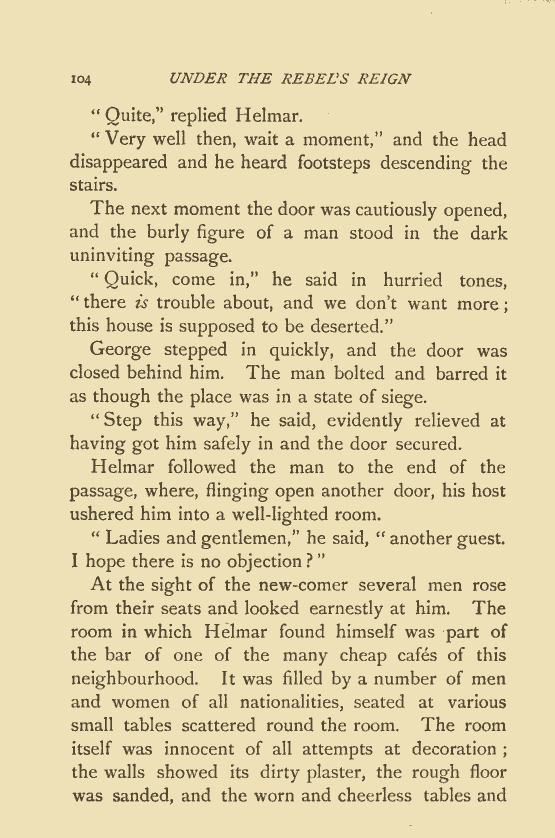 104 UNDER THE REBEL'S REIGN
“ Quite,” replied Helmar.
“ Very well then, wait a moment,” and the head
disappeared and he heard footsteps descending the
stairs.
The next moment the door was cautiously opened,
and the burly figure of a man stood in the dark
uninviting passage.
“ Quick, come in,” he said in hurried tones,
“ there is trouble about, and we don't want more ;
this house is supposed to be deserted.”
George stepped in quickly, and the door was
closed behind him. The man bolted and barred it
as though the place was in a state of siege.
“ Step this way,” he said, evidently relieved at
having got him safely in and the door secured.
Helmar followed the man to the end of the
passage, where, flinging open another door, his host
ushered him into a well-lighted room.
“ Ladies and gentlemen,” he said, “ another guest.
I hope there is no objection ? ”
At the sight of the new-comer several men rose
from their seats and looked earnestly at him. The
room in which Helmar found himself was part of
the bar of one of the many cheap cafés of this
neighbourhood. It was filled by a number of men
and women of all nationalities, seated at various
small tables scattered round the room. The room
itself was innocent of all attempts at decoration ;
the walls showed its dirty plaster, the rough floor
was sanded, and the worn and cheerless tables and